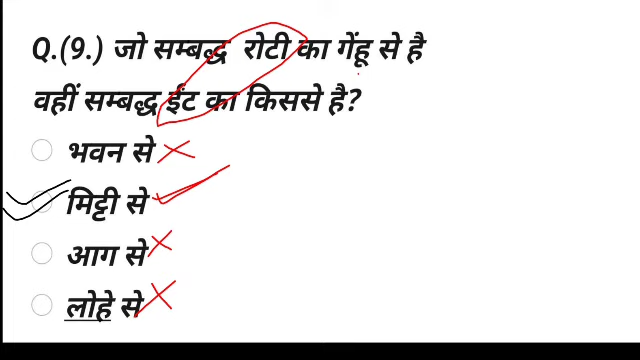 Q.(9.) जो सम्बद्ध रोटी का गेंहू से है
वहीं सम्बद्ध ईंट का किससे है?
भवन से
मिट्टी से
आग से
लोहे से